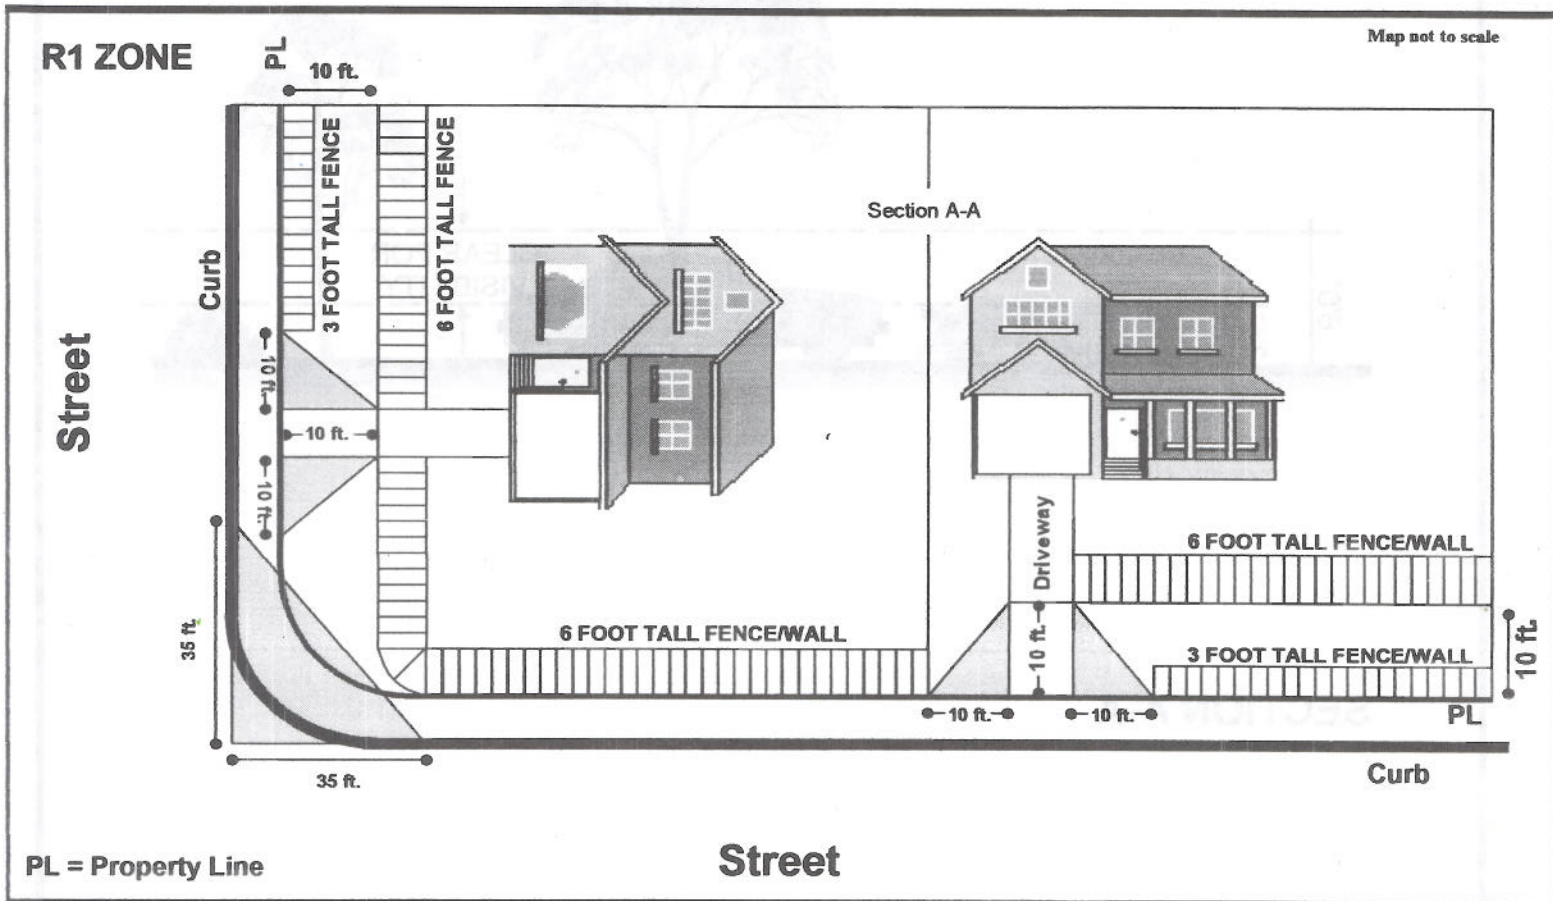 R1 ZONE
PL
10 ft.
Map not to scale
3 FOOT TALL FENCE
6 FOOT TALL FENCE
Section A-A
Curb
Street
10 ft.
10 ft.
10 ft.
35 ft.
35 ft.
6 FOOT TALL FENCE/WALL
Driveway
10 ft.
6 FOOT TALL FENCE/WALL
3 FOOT TALL FENCE/WALL
10 ft.
10 ft.
10 ft.
PL
Curb
PL = Property Line
Street